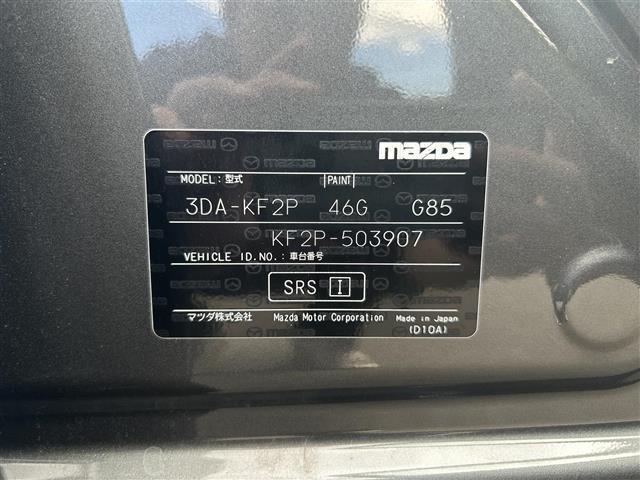 mazda
MODEL:型式 |PAINT|
3DA-KF2P 46G G85
KF2P-503907
VEHICLE ID.NO.:車台番号
SRS I
マツダ株式会社 Mazda Motor Corporation Made in Japan
(D10A)